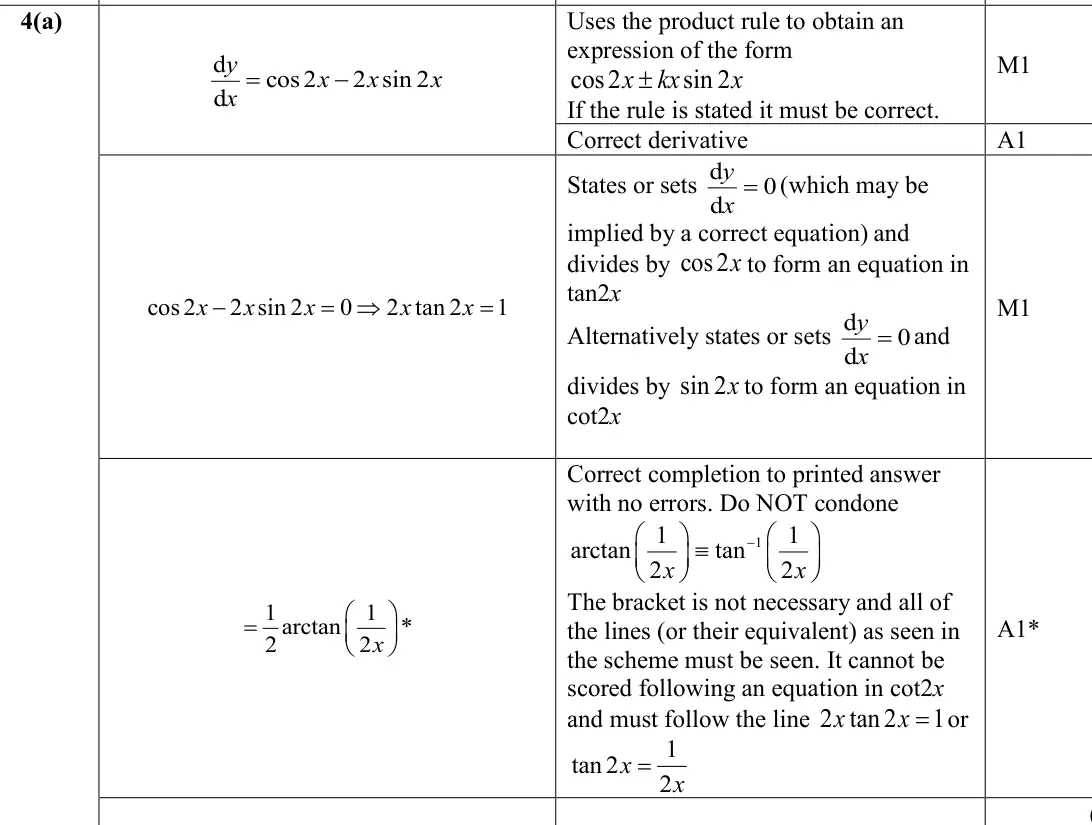 4(a)
dy/dx = cos 2x − 2x sin 2x
Uses the product rule to obtain an
expression of the form
cos 2x ± kx sin 2x
If the rule is stated it must be correct.
M1
Correct derivative
A1
cos 2x − 2x sin 2x = 0 ⇒ 2x tan 2x = 1
States or sets dy/dx = 0 (which may be
implied by a correct equation) and
divides by cos 2x to form an equation in
tan2x
Alternatively states or sets dy/dx = 0 and
divides by sin 2x to form an equation in
cot2x
M1
= 1/2 arctan(1/2x)*
Correct completion to printed answer
with no errors. Do NOT condone
arctan(1/2x) ≡ tan⁻¹(1/2x)
The bracket is not necessary and all of
the lines (or their equivalent) as seen in
the scheme must be seen. It cannot be
scored following an equation in cot2x
and must follow the line 2x tan 2x = 1 or
tan 2x = 1/2x
A1*